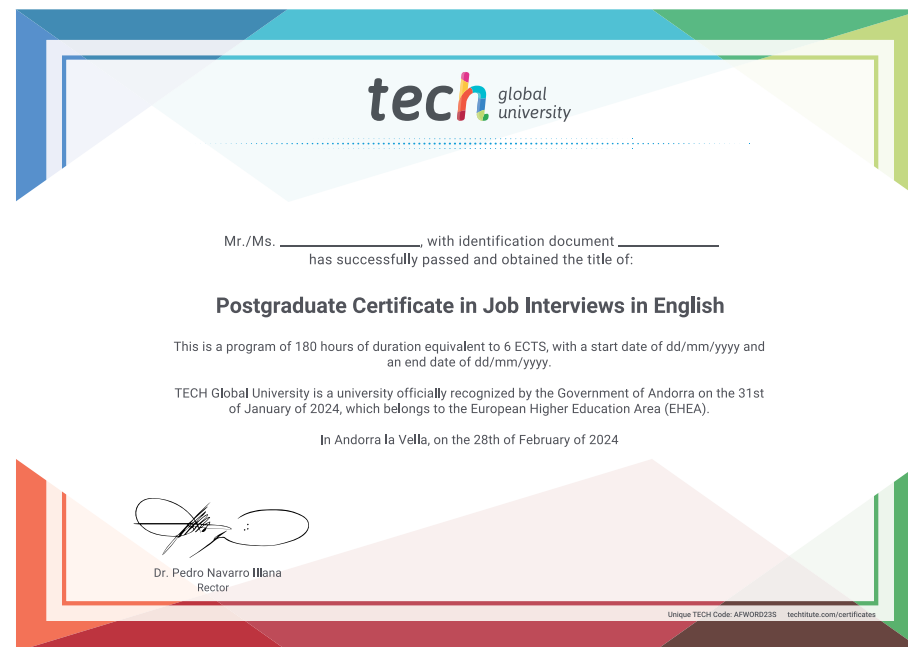 tech global university
Mr./Ms. ____________________, with identification document ______________
has successfully passed and obtained the title of:
Postgraduate Certificate in Job Interviews in English
This is a program of 180 hours of duration equivalent to 6 ECTS, with a start date of dd/mm/yyyy and
an end date of dd/mm/yyyy.
TECH Global University is a university officially recognized by the Government of Andorra on the 31st
of January of 2024, which belongs to the European Higher Education Area (EHEA).
In Andorra la Vella, on the 28th of February of 2024
Dr. Pedro Navarro Illana
Rector
Unique TECH Code: AFWORD23S techtitute.com/certificates